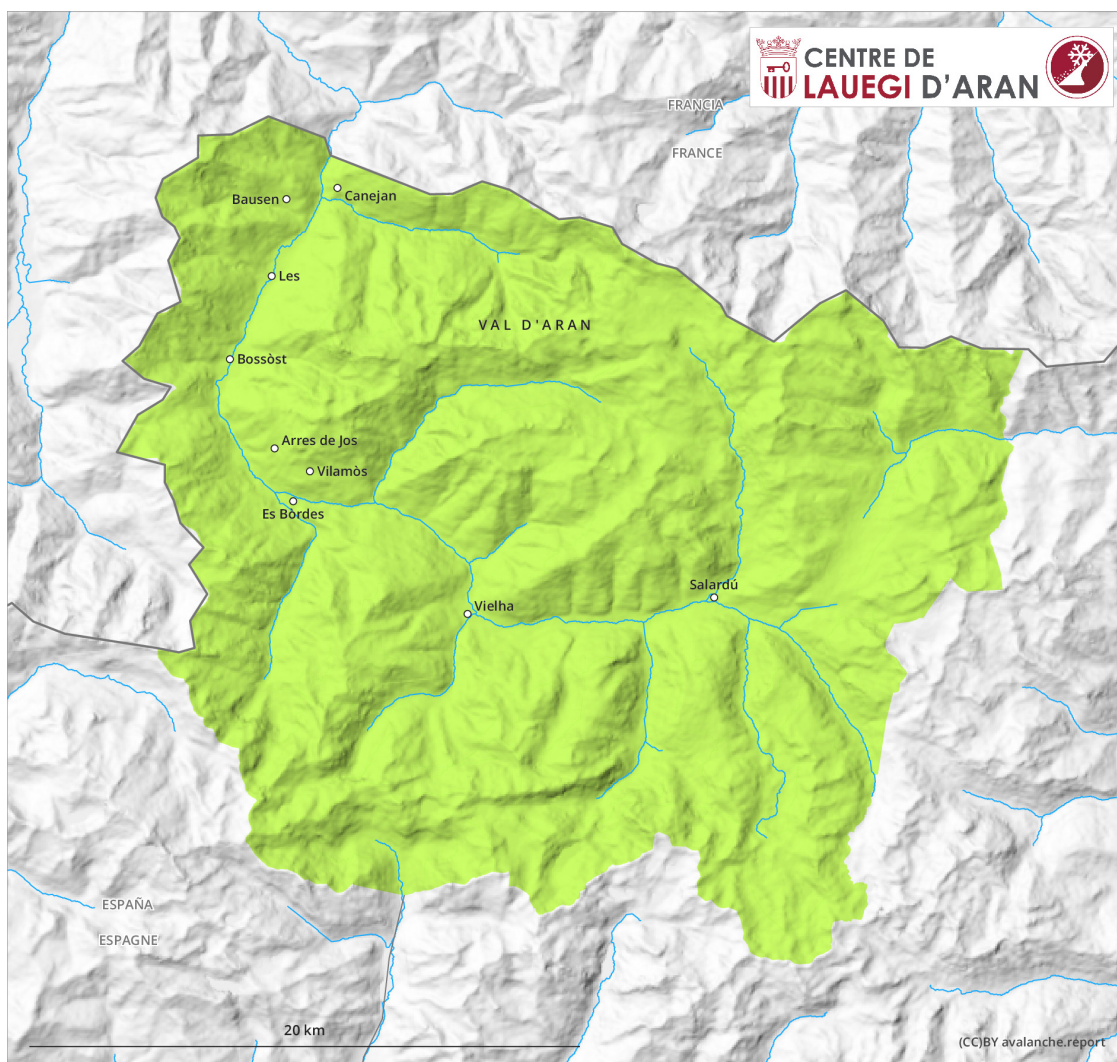 CENTRE DE
LAUEGI D'ARAN
FRANCIA
FRANCE
Bausen
Canejan
Les
VAL D'ARAN
Bossòst
Arres de Jos
Vilamòs
Es Bòrdes
Salardú
Vielha
ESPAÑA
ESPAGNE
20 km
(CC)BY avalanche.report